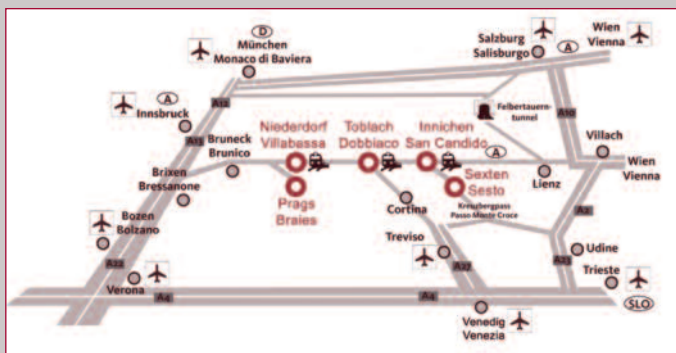 D
München
Monaco di Baviera
Salzburg
Salisburgo
A
Wien
Vienna
A
Innsbruck
A12
A13
Felbertauern-
tunnel
A10
Niederdorf
Villabassa
Toblach
Dobbiaco
Innichen
San Candido
A
Villach
Bruneck
Brunico
Brixen
Bressanone
Wien
Vienna
Sexten
Sesto
Lienz
Prags
Braies
Cortina
Kreuzbergpass
Passo Monte Croce
A2
Bozen
Bolzano
Treviso
Udine
A22
A27
A23
Trieste
Verona
A4
A4
SLO
Venedig
Venezia